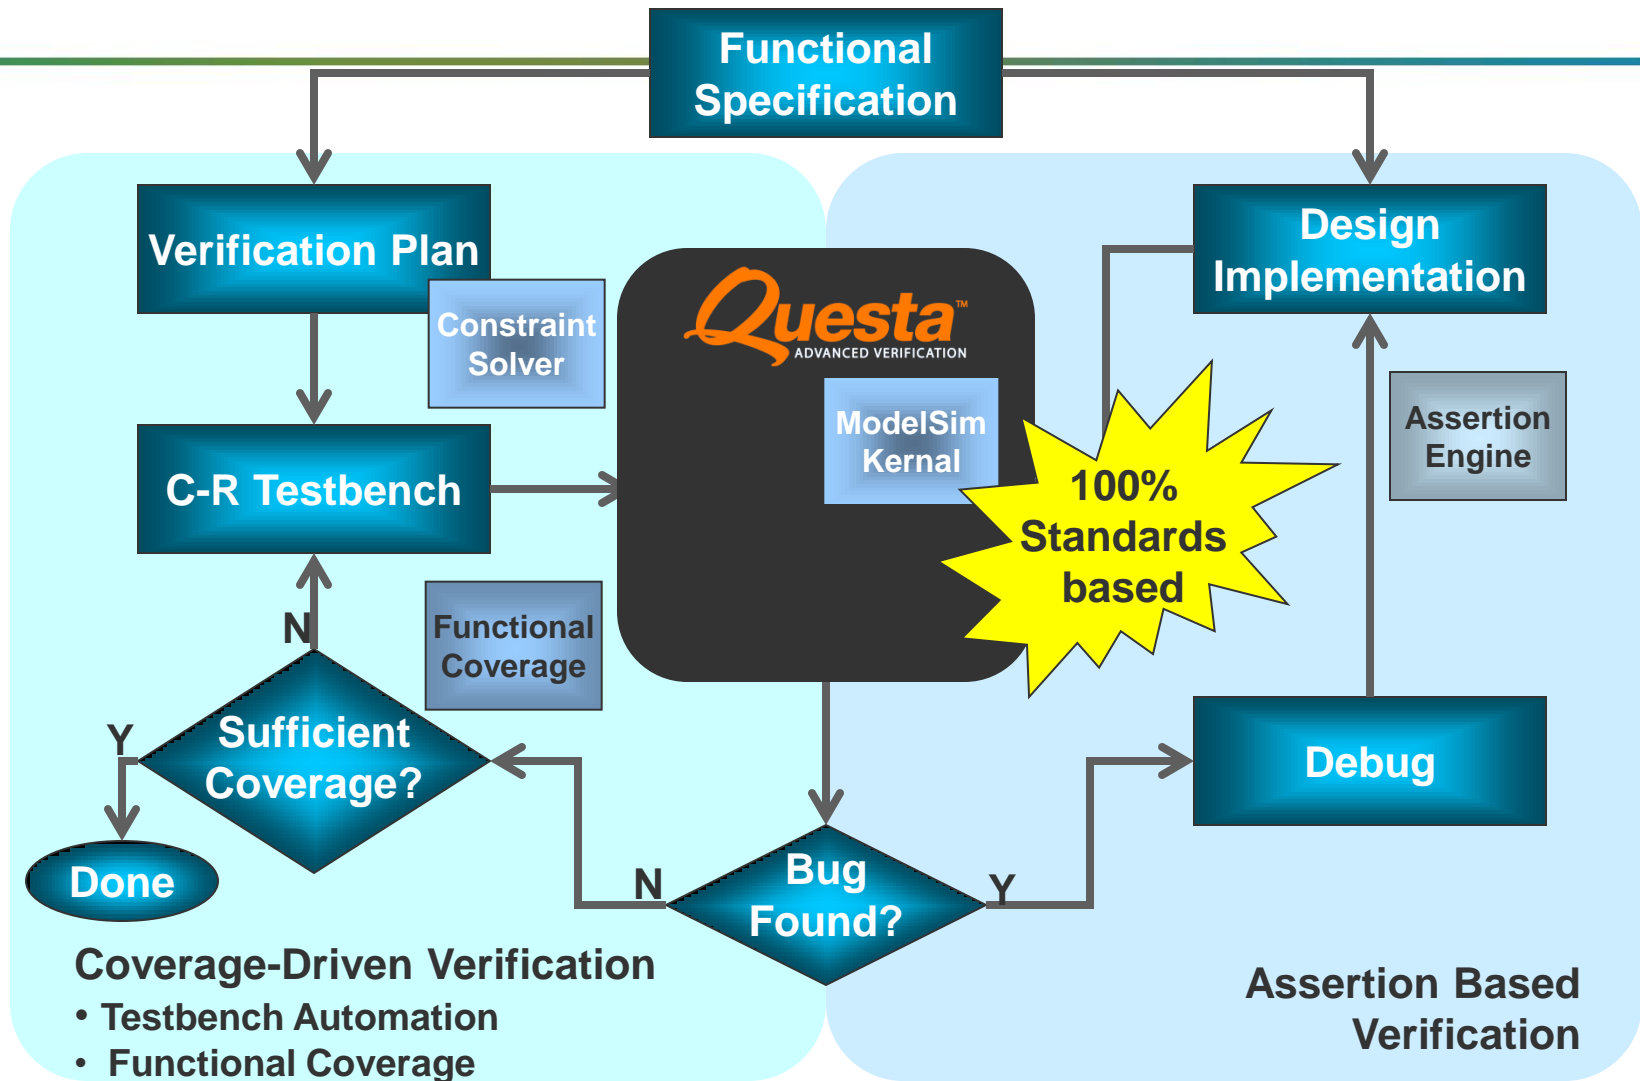 Functional
Specification
Verification Plan
Design
Implementation
Constraint
Solver
Questa™
ADVANCED VERIFICATION
ModelSim
Kernal
Assertion
Engine
C-R Testbench
100%
Standards
based
N
Functional
Coverage
Y
Sufficient
Coverage?
Debug
Done
N
Bug
Found?
Y
Coverage-Driven Verification
• Testbench Automation
• Functional Coverage
Assertion Based
Verification